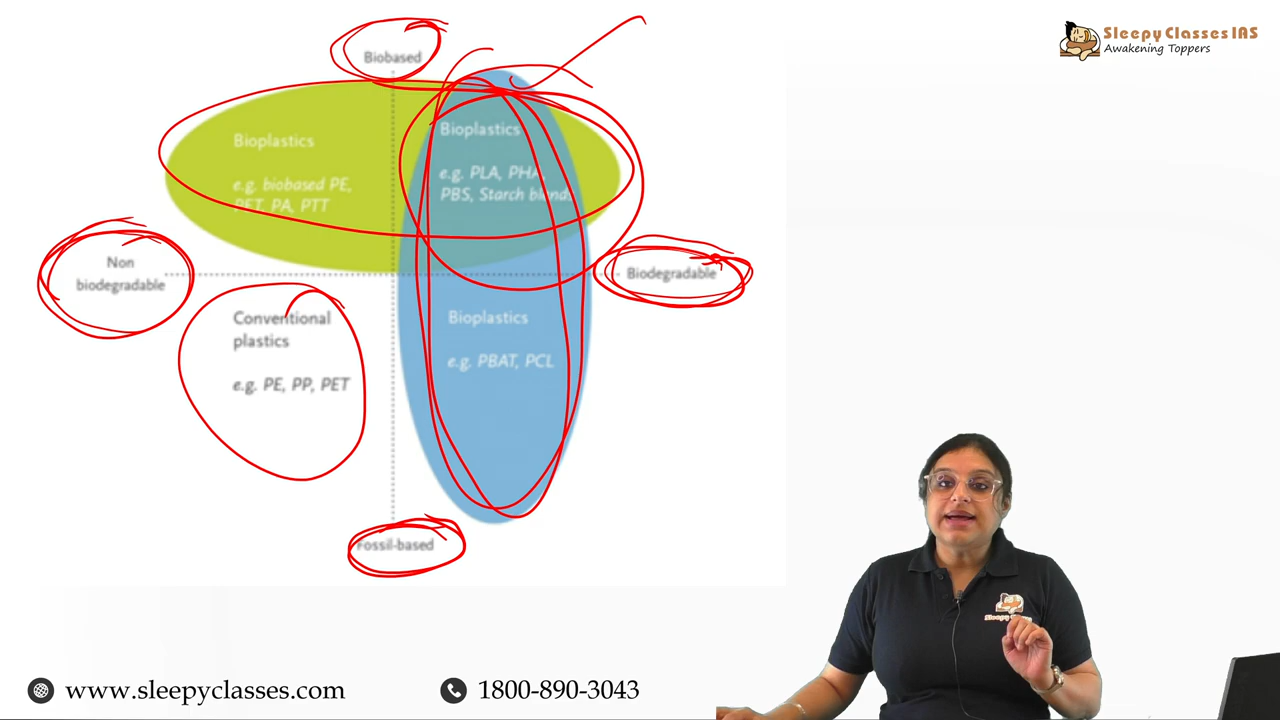 Sleepy Classes IAS
Awakening Toppers
Biobased
Bioplastics
e.g. biobased PE,
PET, PA, PTT
Bioplastics
e.g. PLA, PHA,
PBS, Starch blends
Non
biodegradable
Biodegradable
Conventional
plastics
e.g. PE, PP, PET
Bioplastics
e.g. PBAT, PCL
Fossil-based
www.sleepyclasses.com
1800-890-3043